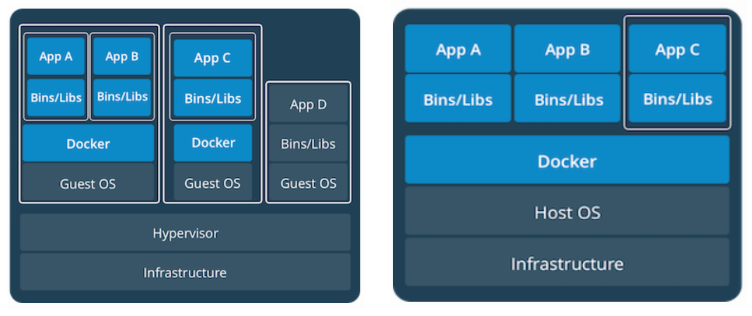 App A App B App C
Bins/Libs Bins/Libs Bins/Libs
App D
Docker Docker Bins/Libs
Guest OS Guest OS Guest OS
Hypervisor
Infrastructure
App A App B App C
Bins/Libs Bins/Libs Bins/Libs
Docker
Host OS
Infrastructure